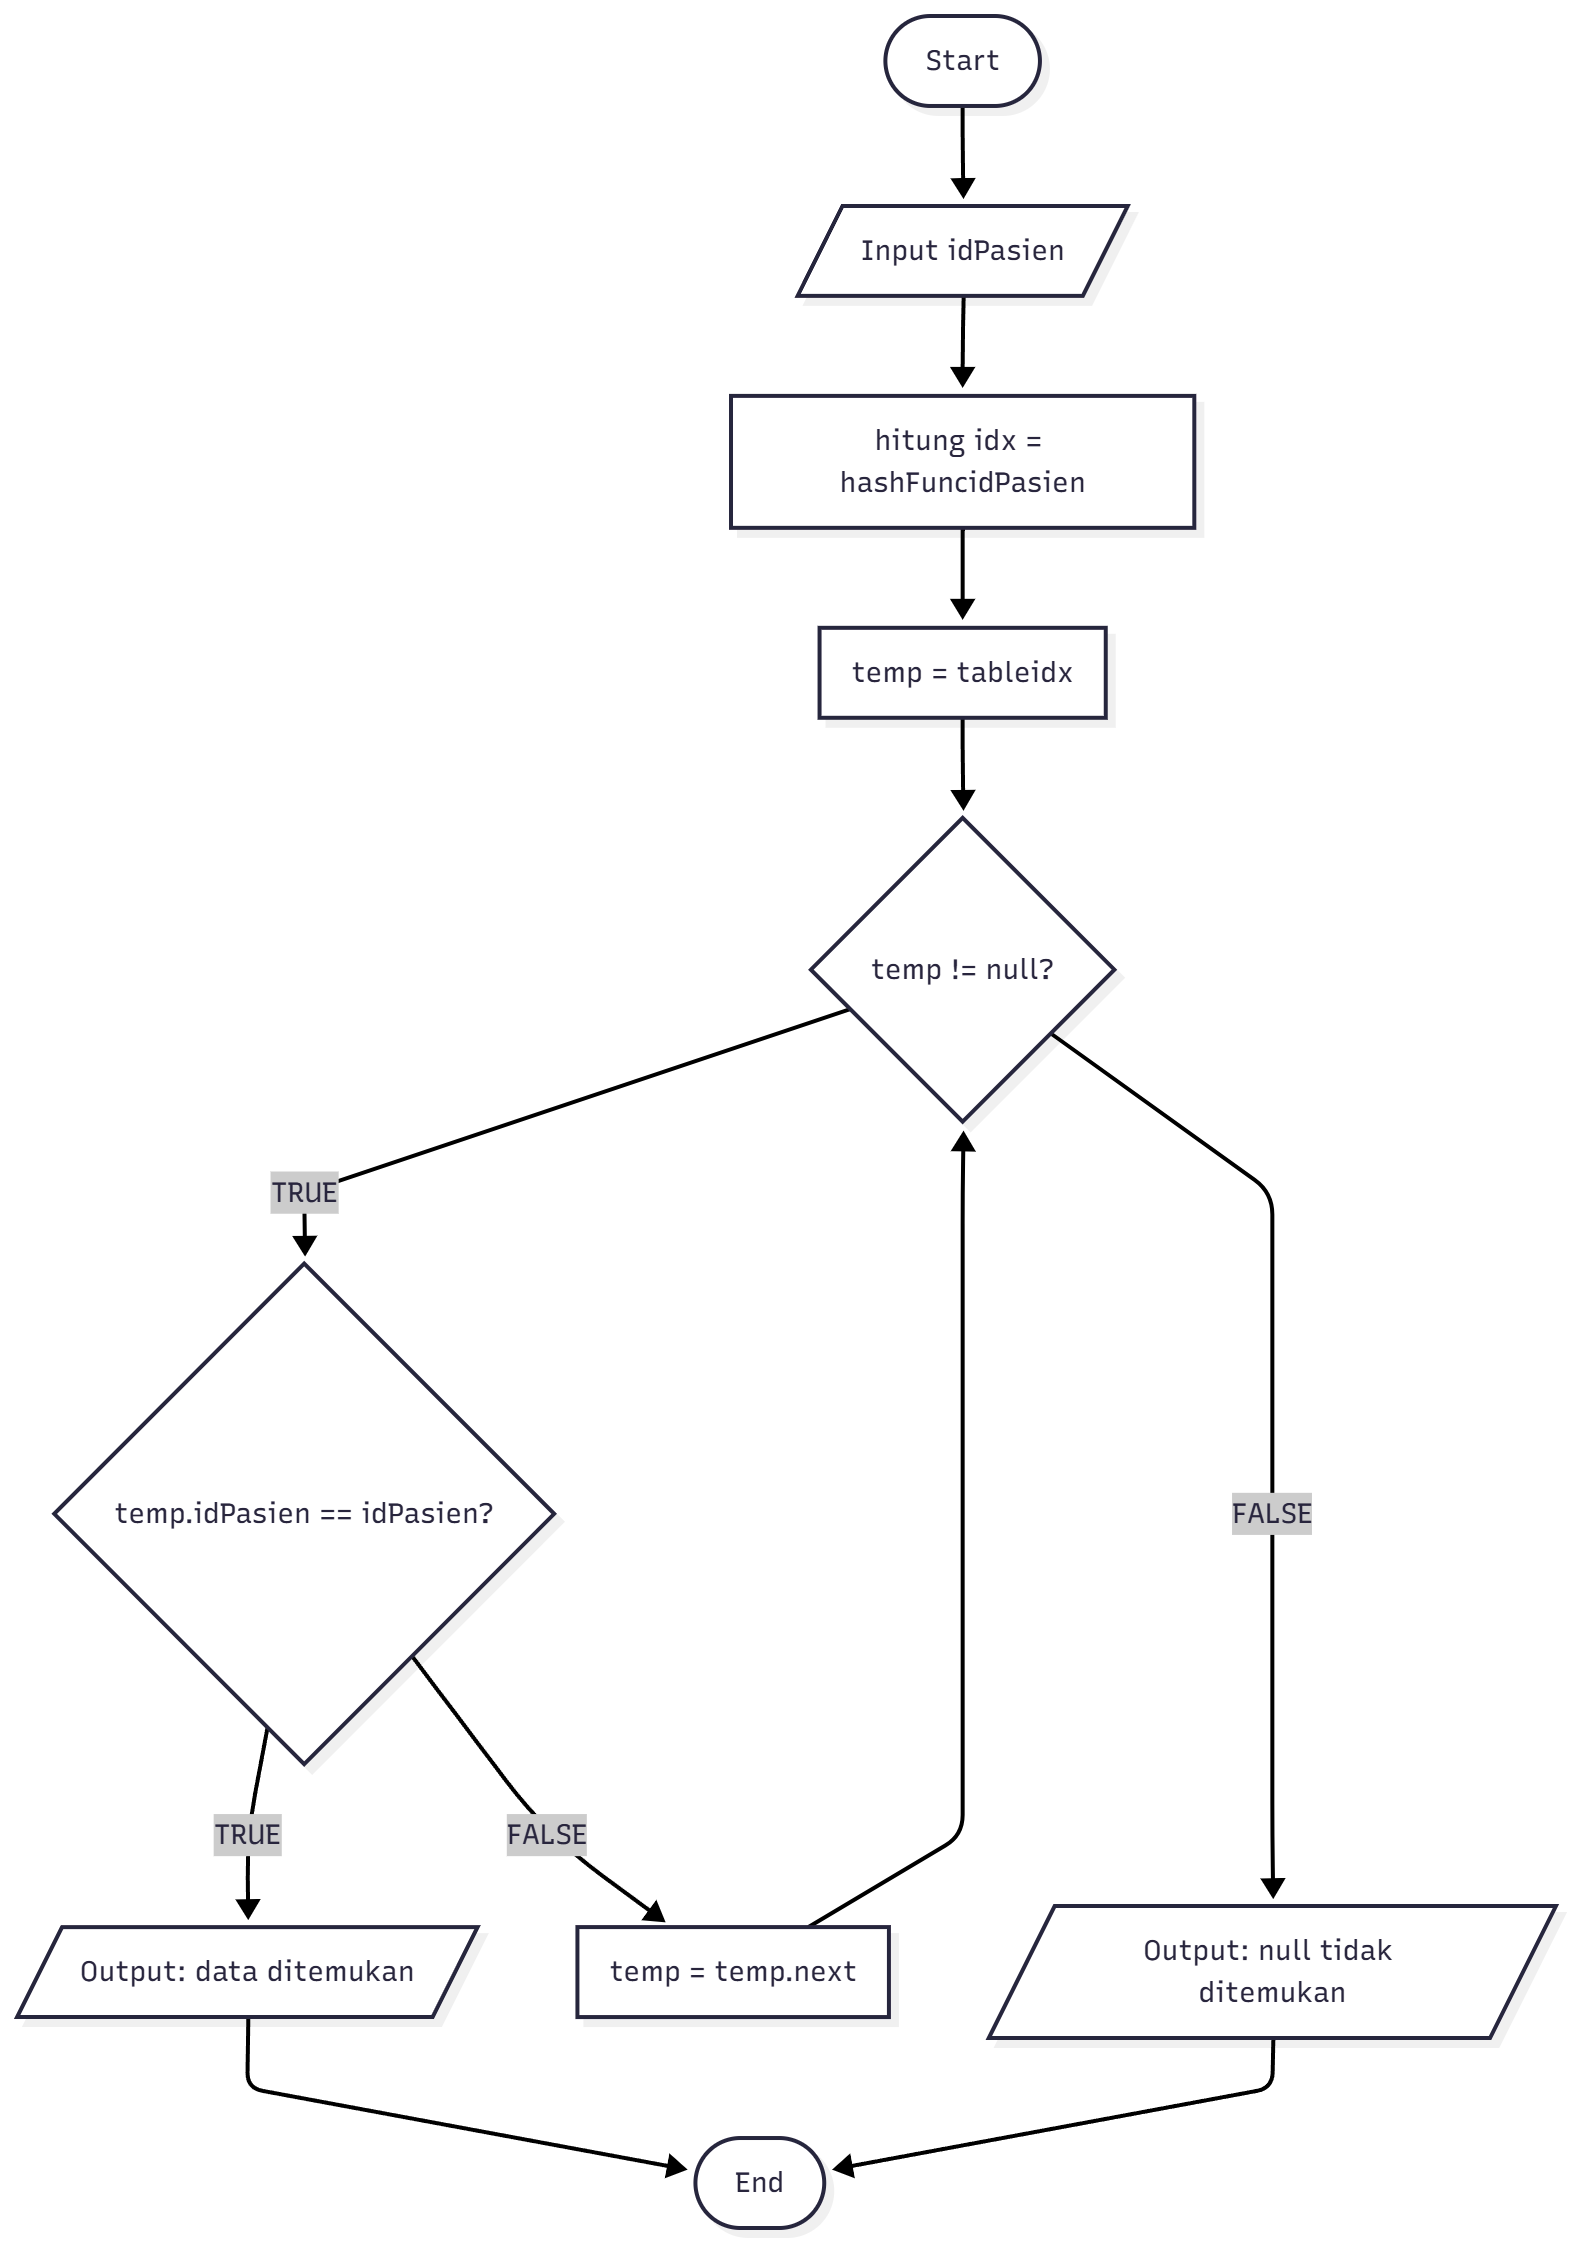 Start
Input idPasien
hitung idx =
hashFuncidPasien
temp = tableidx
temp != null?
TRUE
temp.idPasien == idPasien?
FALSE
TRUE
FALSE
Output: data ditemukan
temp = temp.next
Output: null tidak
ditemukan
End